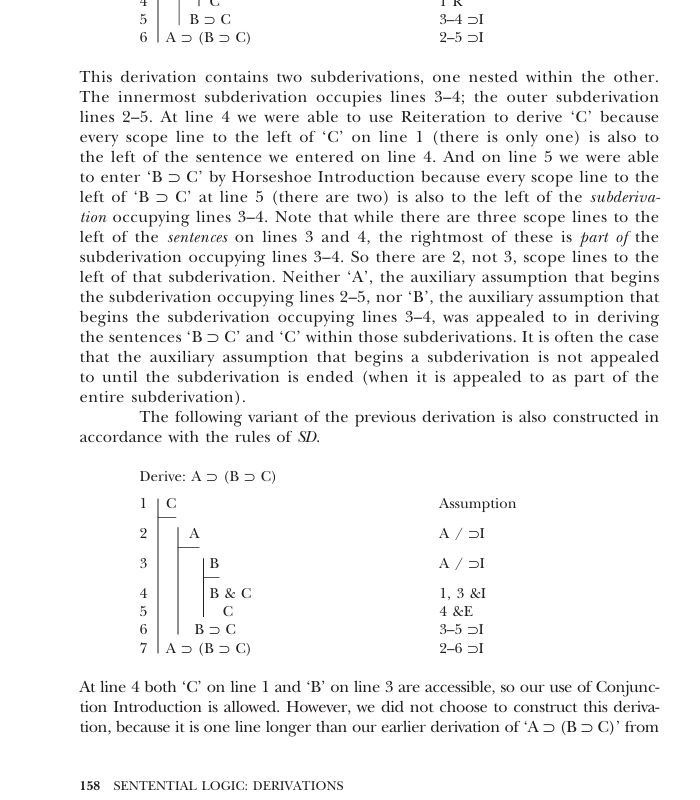 4 C 1 R
5 B ⊃ C 3–4 ⊃I
6 A ⊃ (B ⊃ C) 2–5 ⊃I
This derivation contains two subderivations, one nested within the other.
The innermost subderivation occupies lines 3–4; the outer subderivation
lines 2–5. At line 4 we were able to use Reiteration to derive ‘C’ because
every scope line to the left of ‘C’ on line 1 (there is only one) is also to
the left of the sentence we entered on line 4. And on line 5 we were able
to enter ‘B ⊃ C’ by Horseshoe Introduction because every scope line to the
left of ‘B ⊃ C’ at line 5 (there are two) is also to the left of the subderiva-
tion occupying lines 3–4. Note that while there are three scope lines to the
left of the sentences on lines 3 and 4, the rightmost of these is part of the
subderivation occupying lines 3–4. So there are 2, not 3, scope lines to the
left of that subderivation. Neither ‘A’, the auxiliary assumption that begins
the subderivation occupying lines 2–5, nor ‘B’, the auxiliary assumption that
begins the subderivation occupying lines 3–4, was appealed to in deriving
the sentences ‘B ⊃ C’ and ‘C’ within those subderivations. It is often the case
that the auxiliary assumption that begins a subderivation is not appealed
to until the subderivation is ended (when it is appealed to as part of the
entire subderivation).
The following variant of the previous derivation is also constructed in
accordance with the rules of SD.
Derive: A ⊃ (B ⊃ C)
1 C Assumption
2 A A / ⊃I
3 B A / ⊃I
4 B & C 1, 3 &I
5 C 4 &E
6 B ⊃ C 3–5 ⊃I
7 A ⊃ (B ⊃ C) 2–6 ⊃I
At line 4 both ‘C’ on line 1 and ‘B’ on line 3 are accessible, so our use of Conjunc-
tion Introduction is allowed. However, we did not choose to construct this deriva-
tion, because it is one line longer than our earlier derivation of ‘A ⊃ (B ⊃ C)’ from
158 SENTENTIAL LOGIC: DERIVATIONS